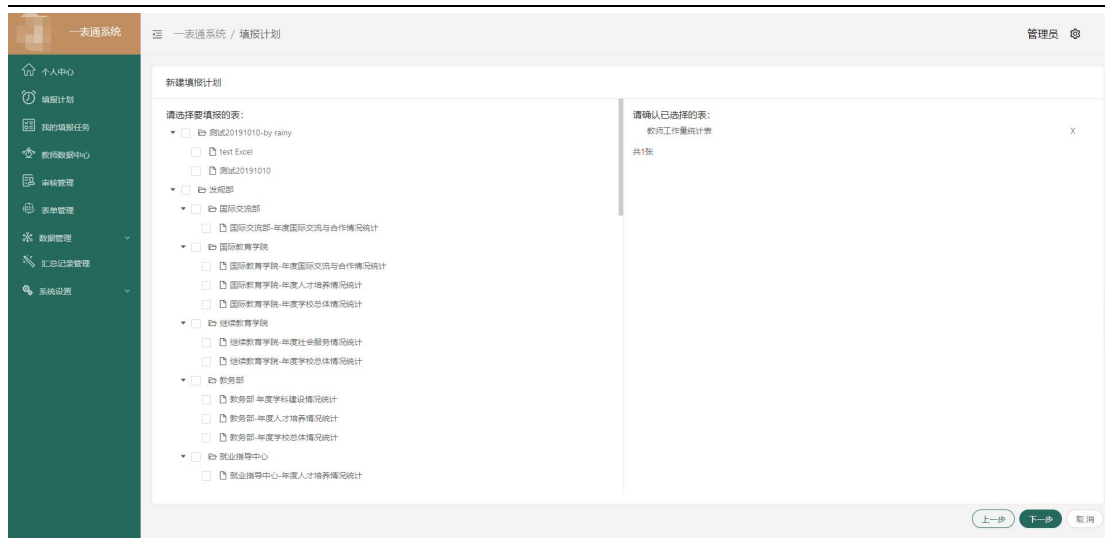 一表通系统
一表通系统 / 填报计划
管理员
个人中心
填报计划
我的填报任务
教师数据中心
审核管理
表单管理
数据管理
汇总记录管理
系统设置
新建填报计划
请选择要填报的表：
测试20191010-by rainy
test Excel
测试20191010
发规部
国际交流部
国际交流部-年度国际交流与合作情况统计
国际教育学院
国际教育学院-年度国际交流与合作情况统计
国际教育学院-年度人才培养情况统计
国际教育学院-年度学校总体情况统计
继续教育学院
继续教育学院-年度社会服务情况统计
继续教育学院-年度学校总体情况统计
教务部
教务部 年度学科建设情况统计
教务部-年度人才培养情况统计
教务部-年度学校总体情况统计
就业指导中心
就业指导中心-年度人才培养情况统计
请确认已选择的表：
教师工作量统计表 X
共1张
上一步 下一步 取消